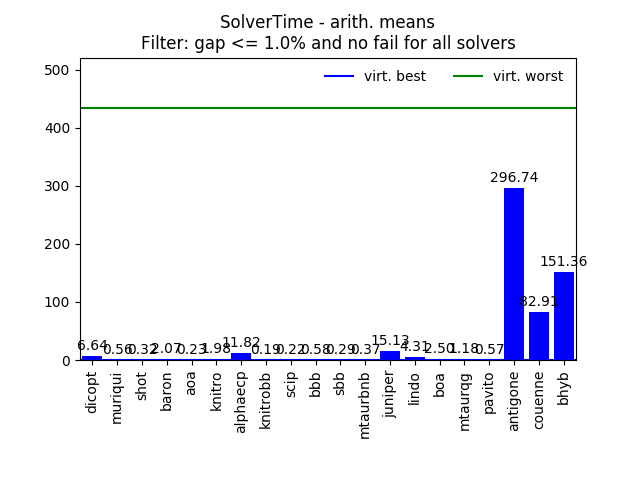 SolverTime - arith. means
Filter: gap <= 1.0% and no fail for all solvers
500
400
300
200
100
0
virt. best
virt. worst
6.64
0.56
0.32
2.07
0.23
1.98
11.82
0.19
0.22
0.58
0.29
0.37
15.13
4.31
2.50
1.18
0.57
296.74
82.91
151.36
dicopt
muriqui
shot
baron
aoa
knitro
alphaecp
knitrobb
scip
bbb
sbb
mtaurbnb
juniper
lindo
boa
mtaurqg
pavito
antigone
couenne
bhyb